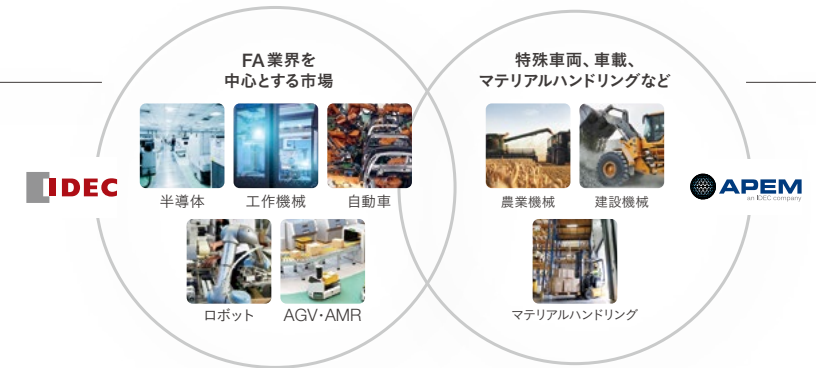 FA業界を
中心とする市場
特殊車両、車載、
マテリアルハンドリングなど
IDEC
半導体
工作機械
自動車
農業機械
建設機械
APEM
an IDEC company
ロボット
AGV・AMR
マテリアルハンドリング